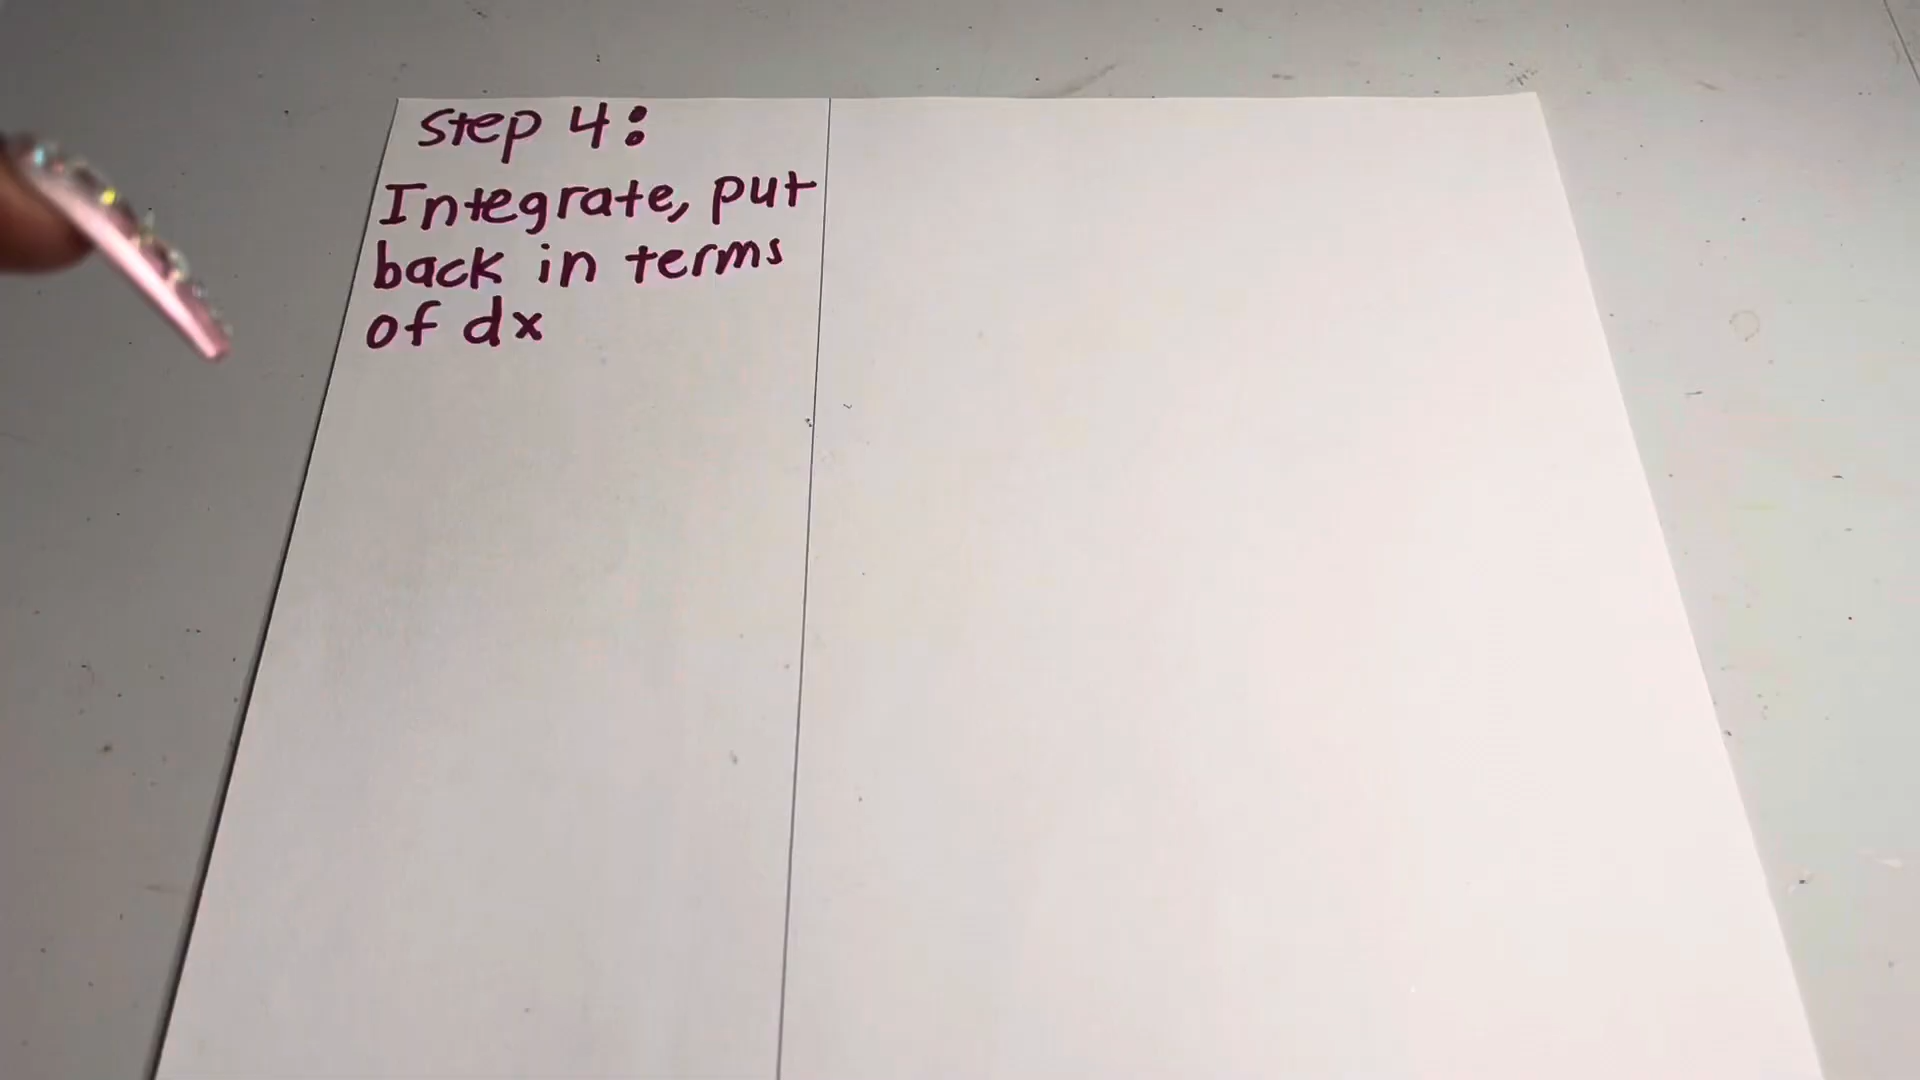 Step 4:
Integrate, put
back in terms
of dx